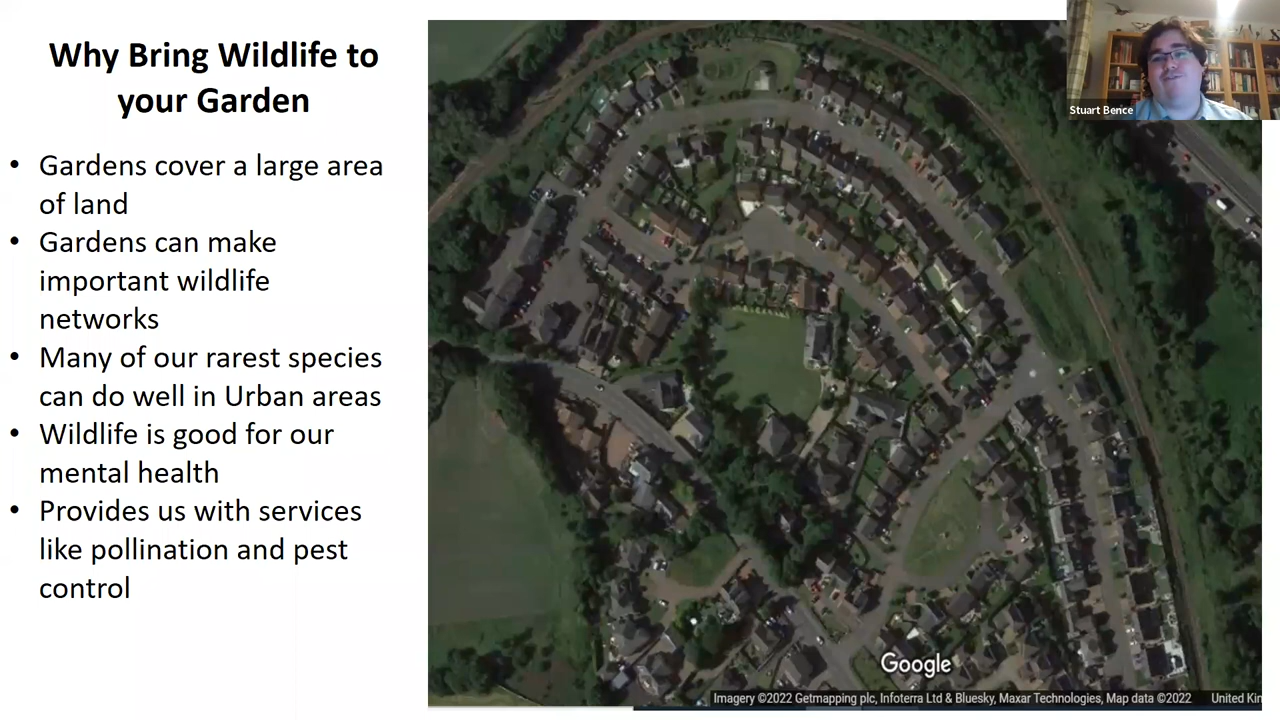 Why Bring Wildlife to
your Garden
• Gardens cover a large area
of land
• Gardens can make
important wildlife
networks
• Many of our rarest species
can do well in Urban areas
• Wildlife is good for our
mental health
• Provides us with services
like pollination and pest
control
Stuart Bence
Google
Imagery ©2022 Getmapping plc, Infoterra Ltd & Bluesky, Maxar Technologies, Map data ©2022 United Kin